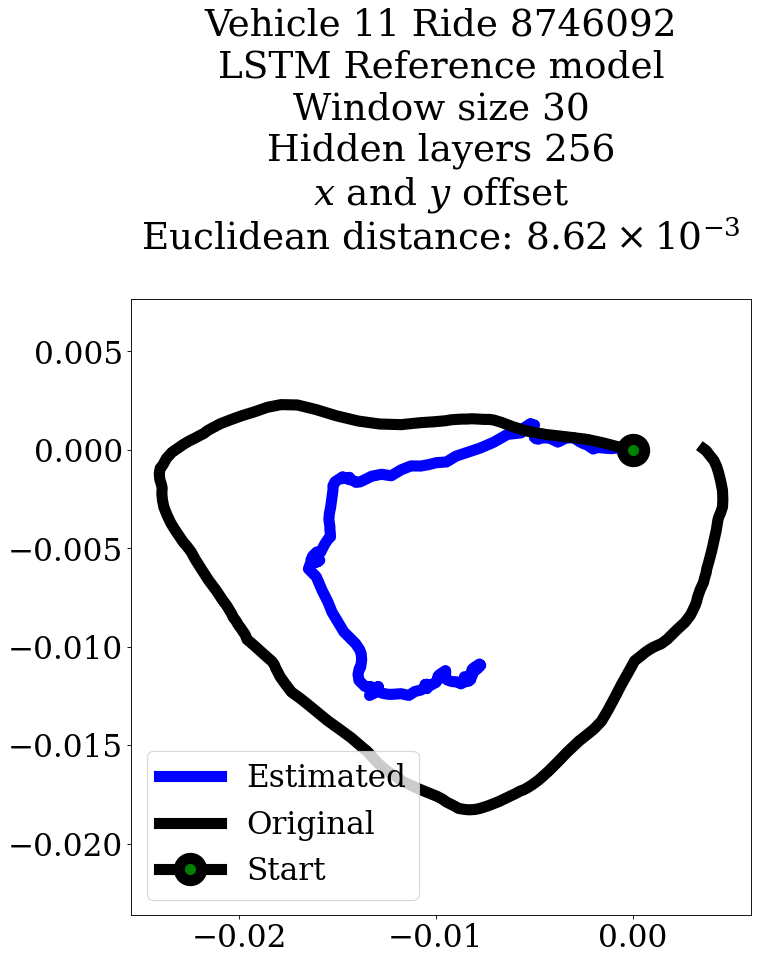 Vehicle 11 Ride 8746092
LSTM Reference model
Window size 30
Hidden layers 256
x and y offset
Euclidean distance: 8.62 × 10⁻³
0.005
0.000
−0.005
−0.010
−0.015
−0.020
Estimated
Original
Start
−0.02 −0.01 0.00